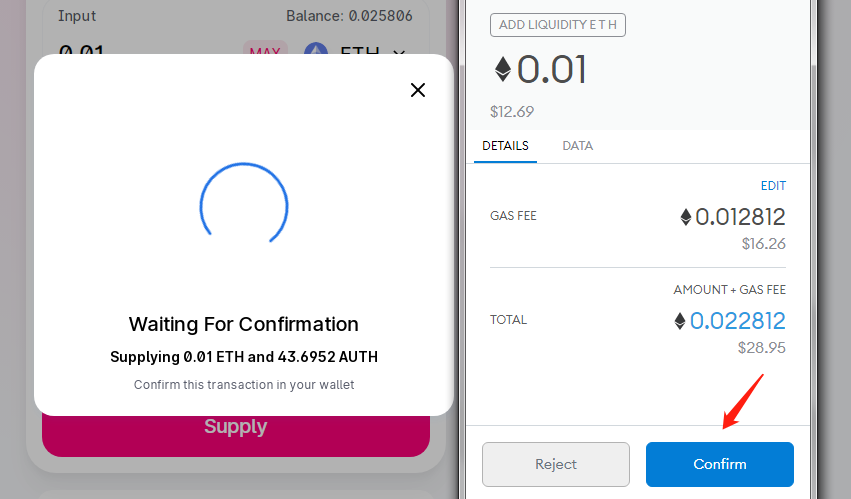 Input
Balance: 0.025806
0.01
MAX
ETH
Waiting For Confirmation
Supplying 0.01 ETH and 43.6952 AUTH
Confirm this transaction in your wallet
Supply
ADD LIQUIDITY E T H
0.01
$12.69
DETAILS
DATA
EDIT
GAS FEE
0.012812
$16.26
AMOUNT + GAS FEE
TOTAL
0.022812
$28.95
Reject
Confirm